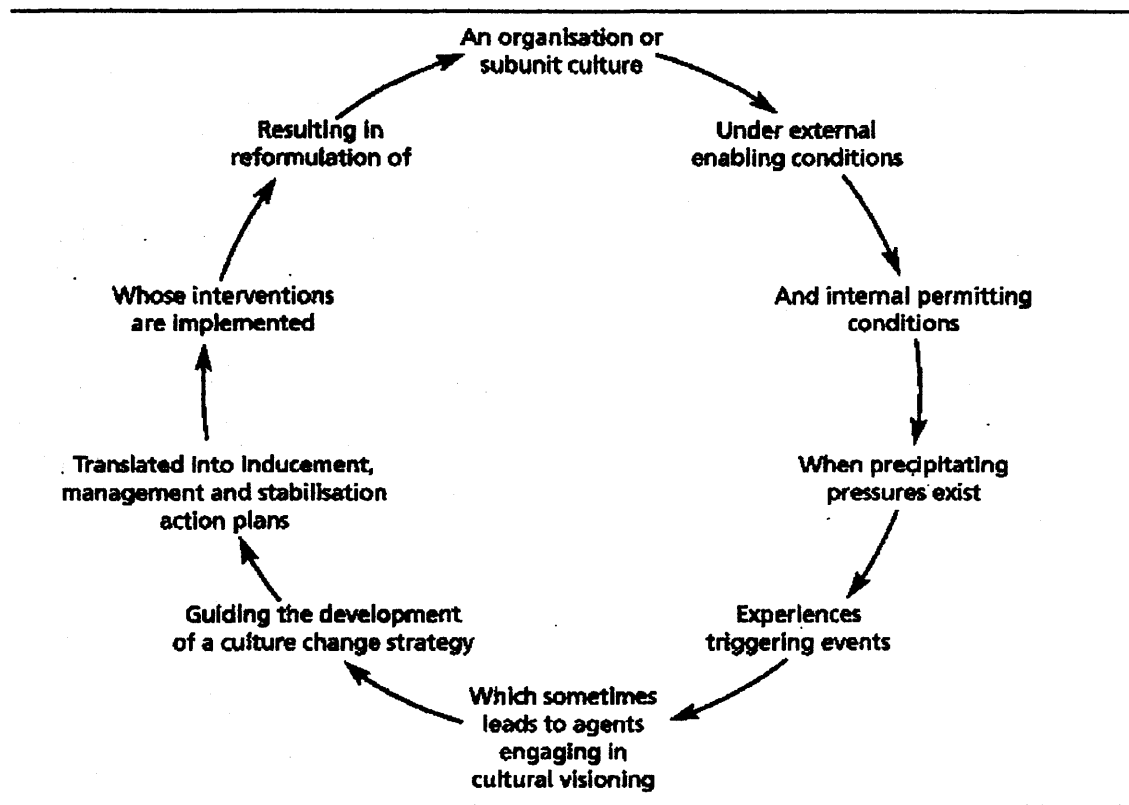 An organisation or
subunit culture
Under external
enabling conditions
And internal permitting
conditions
When precipitating
pressures exist
Experiences
triggering events
Which sometimes
leads to agents
engaging in
cultural visioning
Guiding the development
of a culture change strategy
Translated into inducement,
management and stabilisation
action plans
Whose interventions
are implemented
Resulting in
reformulation of